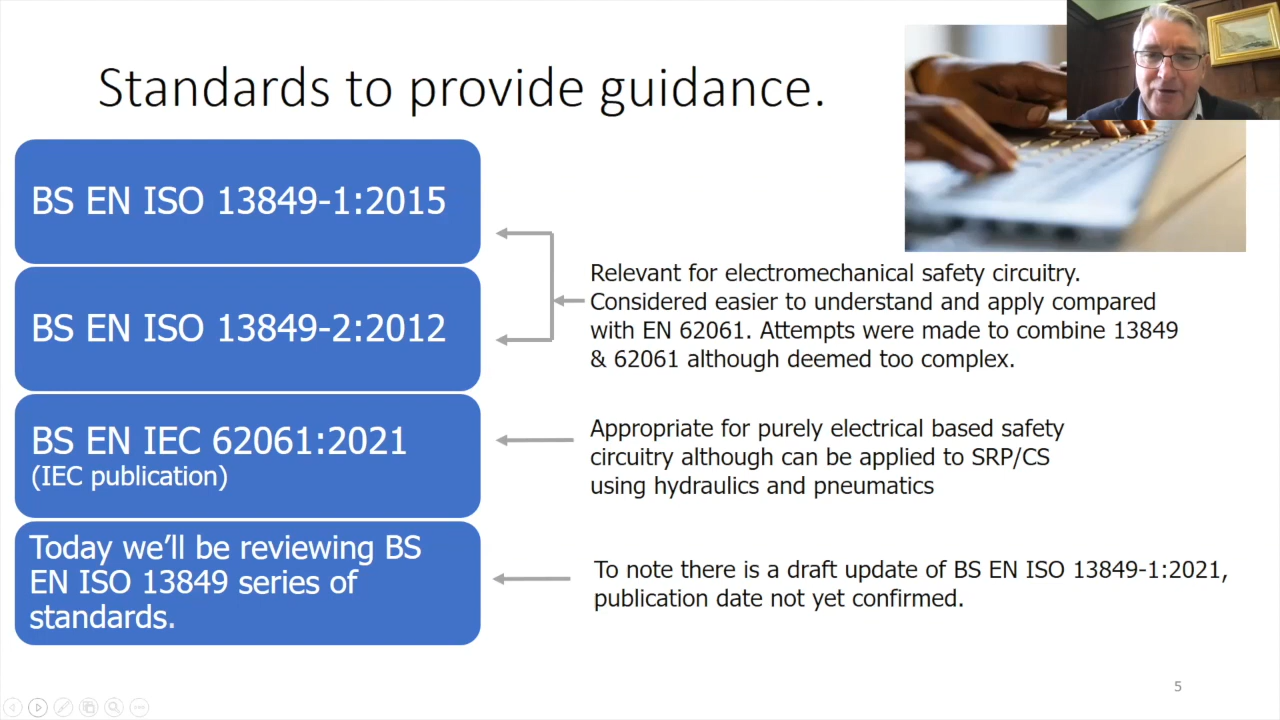 Standards to provide guidance.
BS EN ISO 13849-1:2015
BS EN ISO 13849-2:2012
Relevant for electromechanical safety circuitry.
Considered easier to understand and apply compared
with EN 62061. Attempts were made to combine 13849
& 62061 although deemed too complex.
BS EN IEC 62061:2021
(IEC publication)
Appropriate for purely electrical based safety
circuitry although can be applied to SRP/CS
using hydraulics and pneumatics
Today we’ll be reviewing BS
EN ISO 13849 series of
standards.
To note there is a draft update of BS EN ISO 13849-1:2021,
publication date not yet confirmed.
5